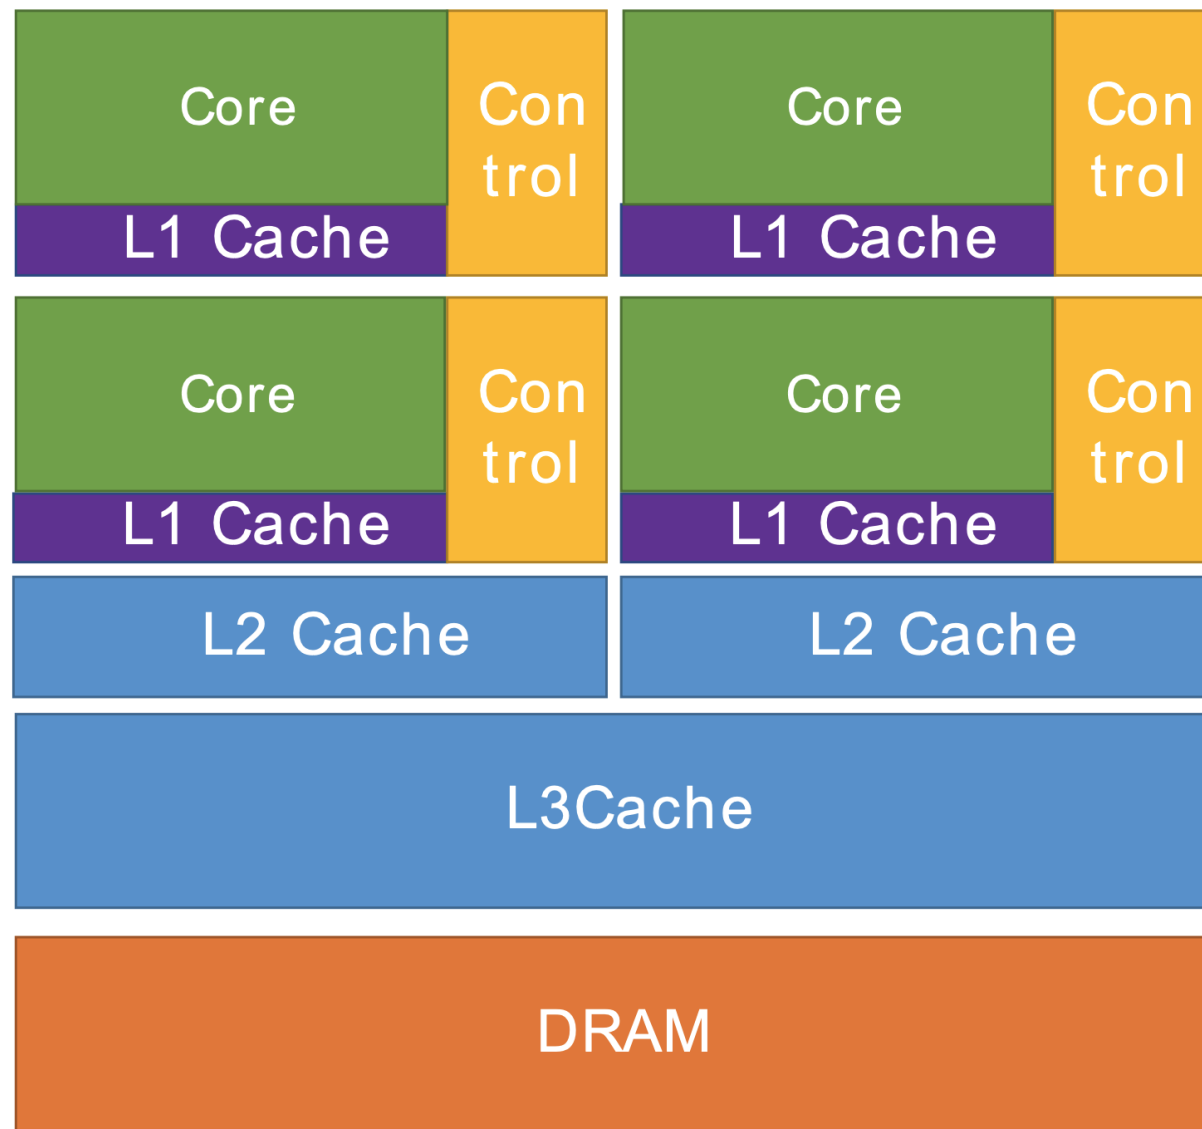 Core
Con
trol
Core
Con
trol
L1 Cache
L1 Cache
Core
Con
trol
Core
Con
trol
L1 Cache
L1 Cache
L2 Cache
L2 Cache
L3Cache
DRAM